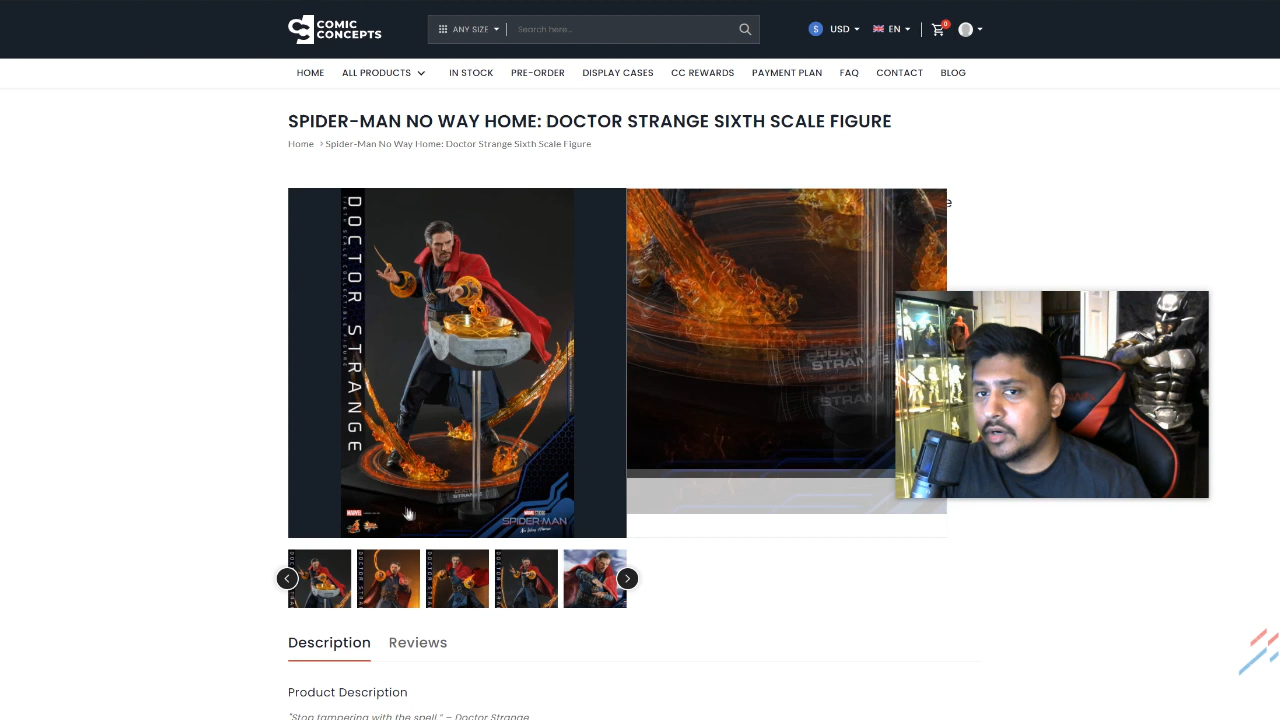 COMIC
CONCEPTS
ANY SIZE
Search here...
$ USD
EN
0
HOME
ALL PRODUCTS
IN STOCK
PRE-ORDER
DISPLAY CASES
CC REWARDS
PAYMENT PLAN
FAQ
CONTACT
BLOG
SPIDER-MAN NO WAY HOME: DOCTOR STRANGE SIXTH SCALE FIGURE
Home > Spider-Man No Way Home: Doctor Strange Sixth Scale Figure
DOCTOR STRANGE
MARVEL
SPIDER-MAN
STRANGE
e
Description
Reviews
Product Description
"Stop tampering with the spell." – Doctor Strange